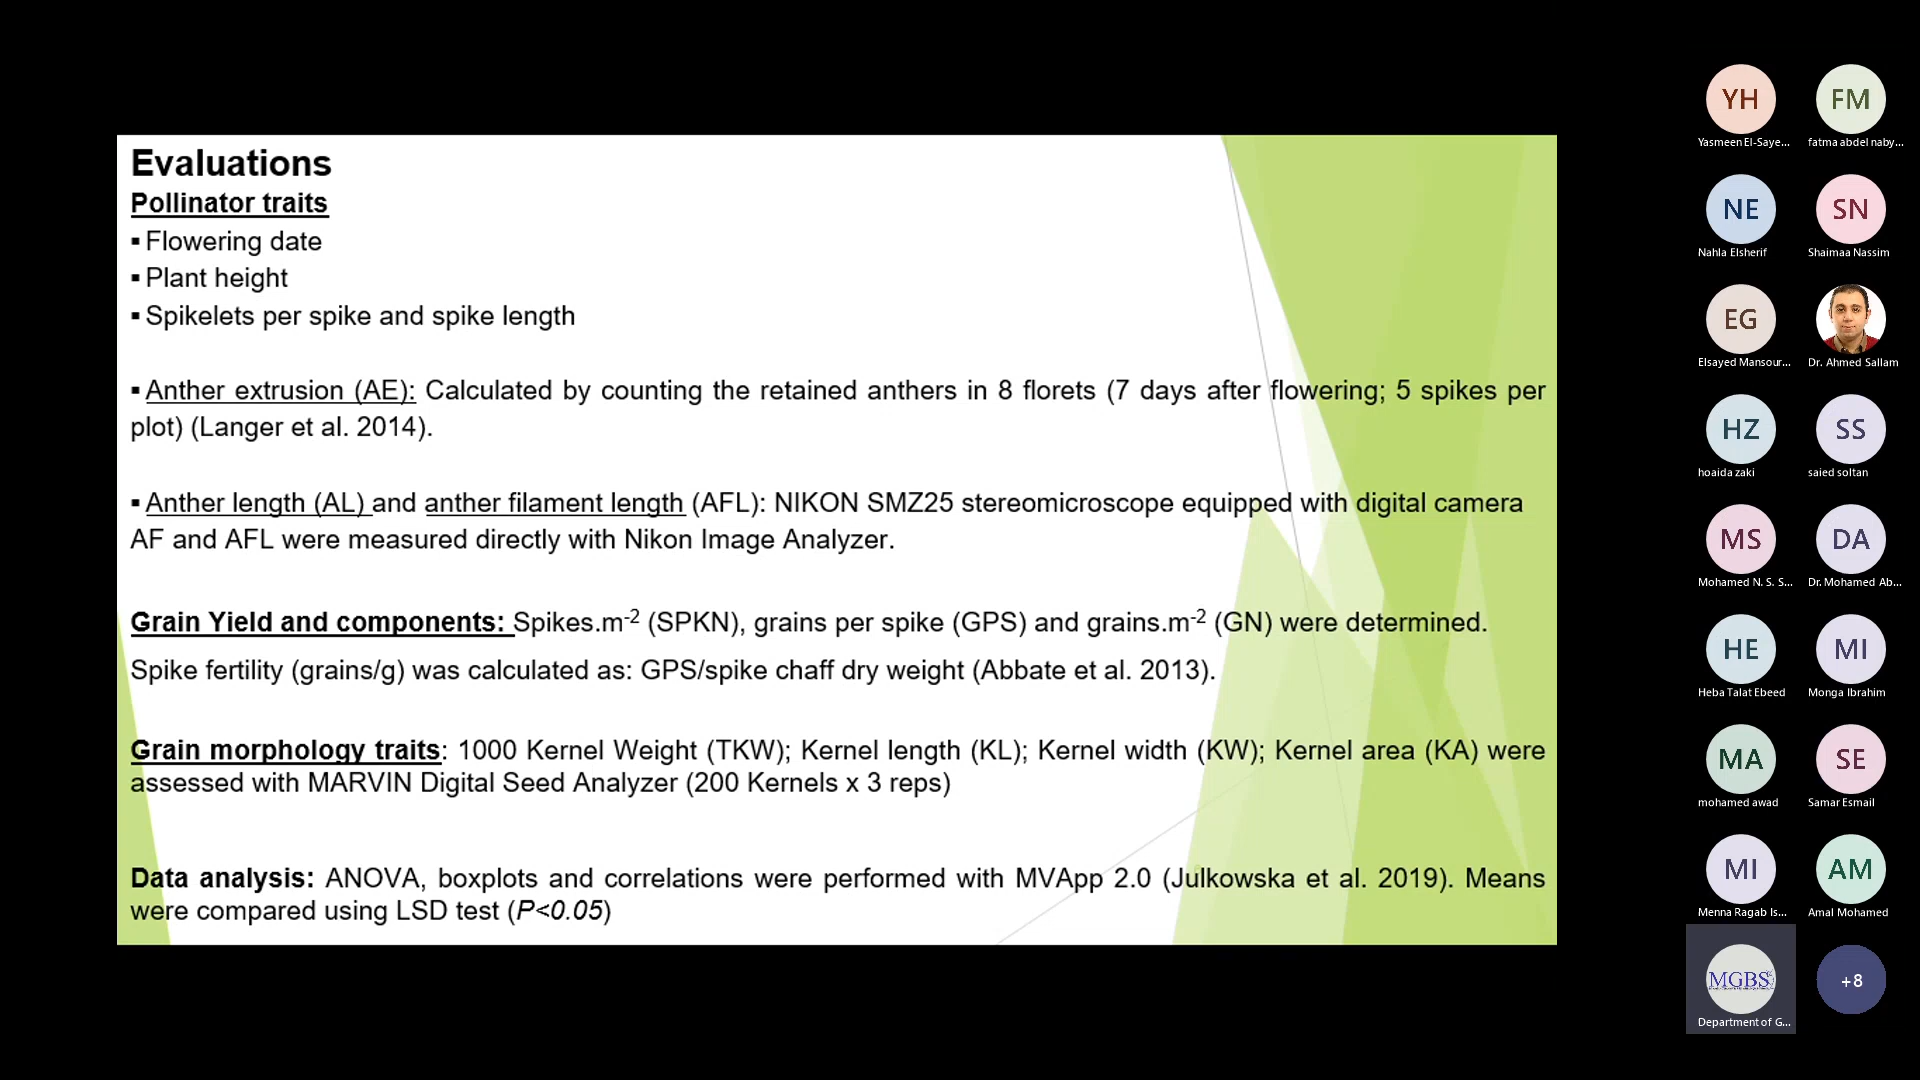 Evaluations
Pollinator traits
▪ Flowering date
▪ Plant height
▪ Spikelets per spike and spike length
▪ Anther extrusion (AE): Calculated by counting the retained anthers in 8 florets (7 days after flowering; 5 spikes per
plot) (Langer et al. 2014).
▪ Anther length (AL) and anther filament length (AFL): NIKON SMZ25 stereomicroscope equipped with digital camera
AF and AFL were measured directly with Nikon Image Analyzer.
Grain Yield and components: Spikes.m-2 (SPKN), grains per spike (GPS) and grains.m-2 (GN) were determined.
Spike fertility (grains/g) was calculated as: GPS/spike chaff dry weight (Abbate et al. 2013).
Grain morphology traits: 1000 Kernel Weight (TKW); Kernel length (KL); Kernel width (KW); Kernel area (KA) were
assessed with MARVIN Digital Seed Analyzer (200 Kernels x 3 reps)
Data analysis: ANOVA, boxplots and correlations were performed with MVApp 2.0 (Julkowska et al. 2019). Means
were compared using LSD test (P<0.05)
YH FM
Yasmeen El-Saye... fatma abdel naby...
NE SN
Nahla Elsherif Shaimaa Nassim
EG
Elsayed Mansour... Dr. Ahmed Sallam
HZ SS
hoaida zaki saied soltan
MS DA
Mohamed N. S. S... Dr. Mohamed Ab...
HE MI
Heba Talat Ebeed Monga Ibrahim
MA SE
mohamed awad Samar Esmail
MI AM
Menna Ragab Is... Amal Mohamed
MGBS +8
Department of G...